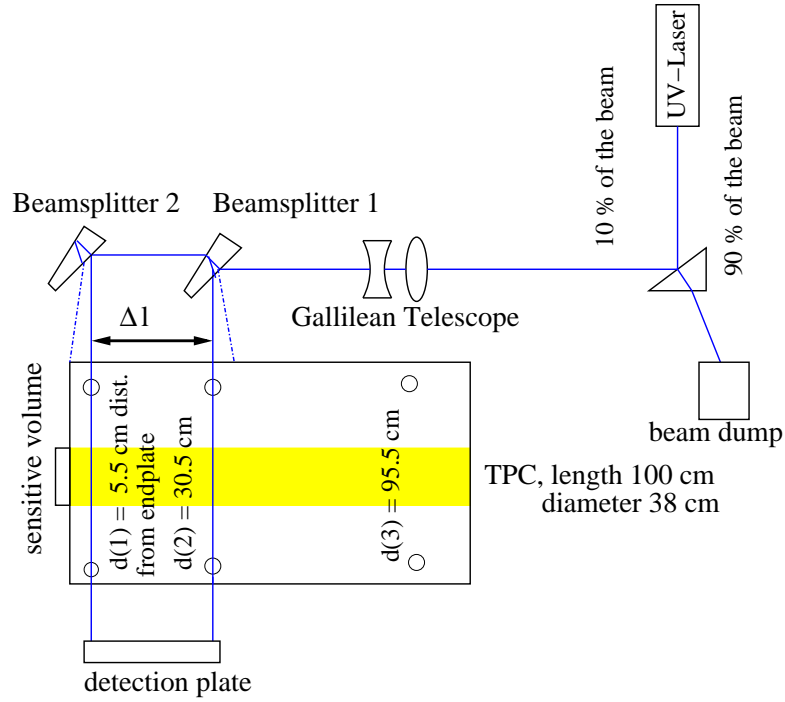 UV−Laser
10 % of the beam
90 % of the beam
Beamsplitter 2
Beamsplitter 1
Gallilean Telescope
Δl
beam dump
sensitive volume
d(1) = 5.5 cm dist.
from endplate
d(2) = 30.5 cm
d(3) = 95.5 cm
TPC, length 100 cm
diameter 38 cm
detection plate